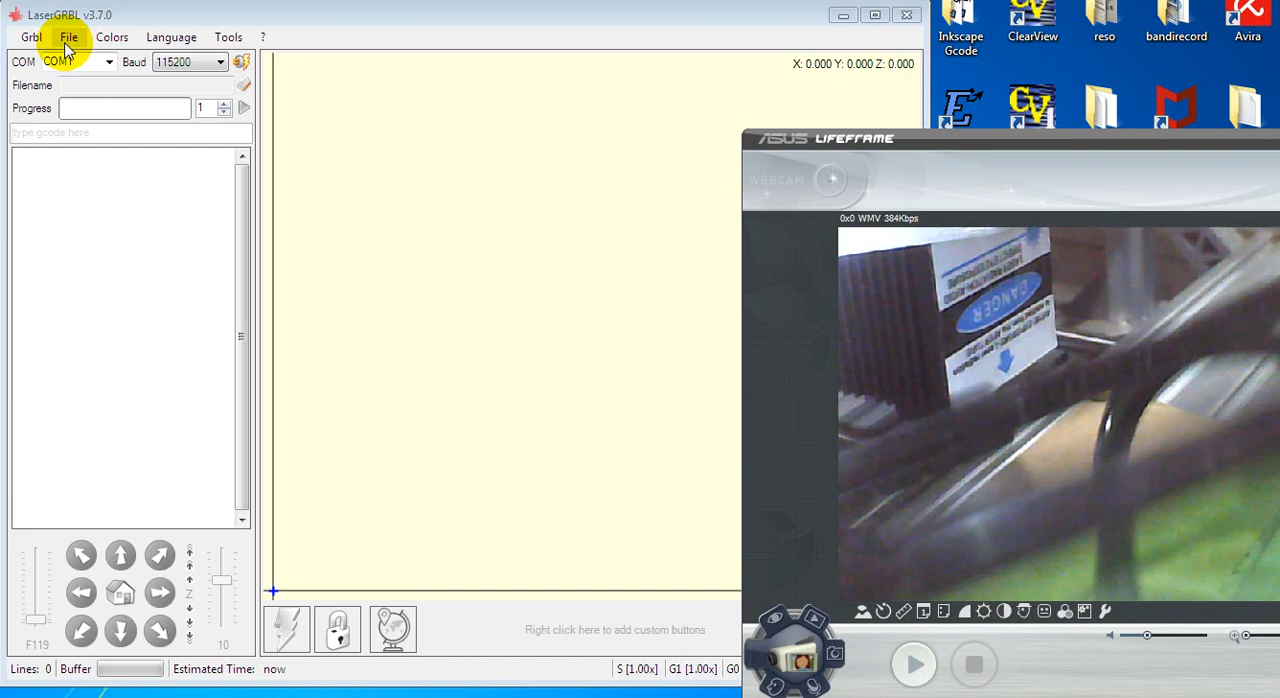 LaserGRBL v3.7.0
Grbl File Colors Language Tools ?
COM COM1 Baud 115200
Filename
Progress 1
type gcode here
X: 0.000 Y: 0.000 Z: 0.000
Z
F119 10
Right click here to add custom buttons
Lines: 0 Buffer Estimated Time: now
S [1.00x] G1 [1.00x] G0
Inkscape Gcode
ClearView
reso
bandirecord
Avira
ASUS LIFEFRAME
WEBCAM
0x0 WMV 384Kbps
DANGER